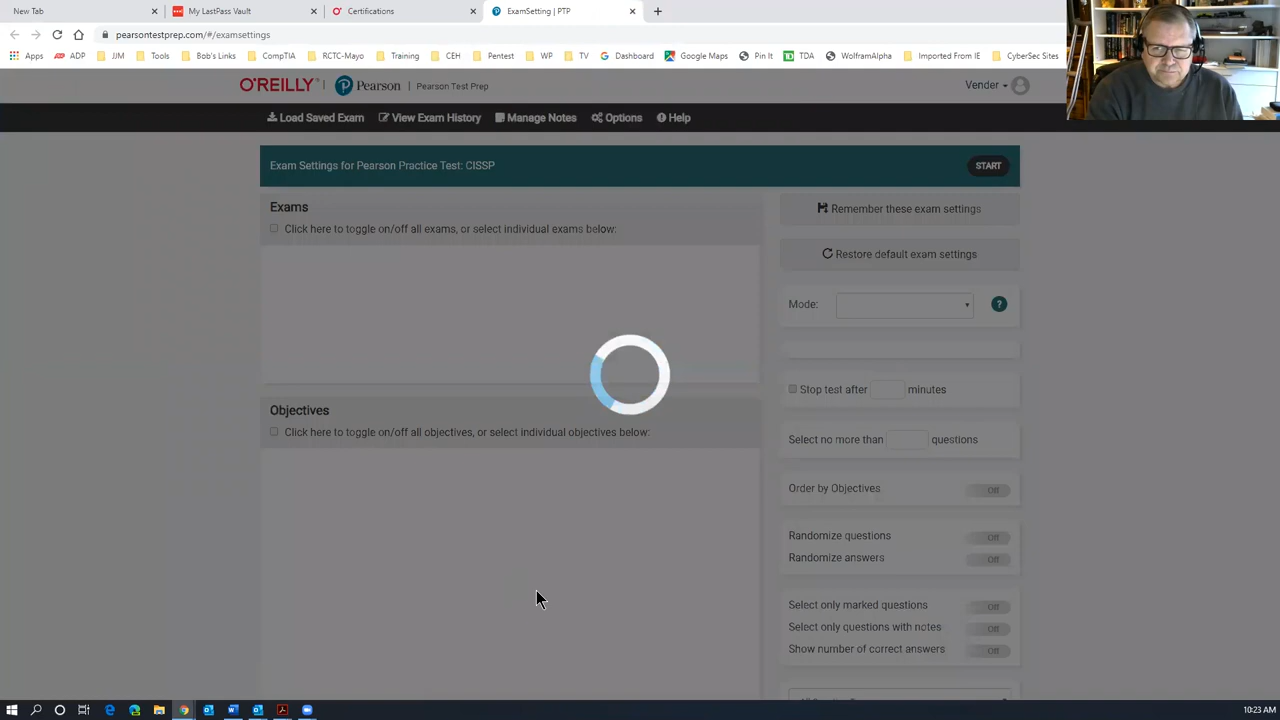 New Tab
My LastPass Vault
Certifications
ExamSetting | PTP
pearsontestprep.com/#/examsettings
Apps
ADP
JJM
Tools
Bob's Links
CompTIA
RCTC-Mayo
Training
CEH
Pentest
WP
TV
Dashboard
Google Maps
Pin It
TDA
WolframAlpha
Imported From IE
CyberSec Sites
O'REILLY
Pearson
Pearson Test Prep
Vender
Load Saved Exam
View Exam History
Manage Notes
Options
Help
Exam Settings for Pearson Practice Test: CISSP
START
Exams
Click here to toggle on/off all exams, or select individual exams below:
Remember these exam settings
Restore default exam settings
Mode:
?
Stop test after minutes
Objectives
Click here to toggle on/off all objectives, or select individual objectives below:
Select no more than questions
Order by Objectives Off
Randomize questions Off
Randomize answers Off
Select only marked questions Off
Select only questions with notes Off
Show number of correct answers Off
10:23 AM